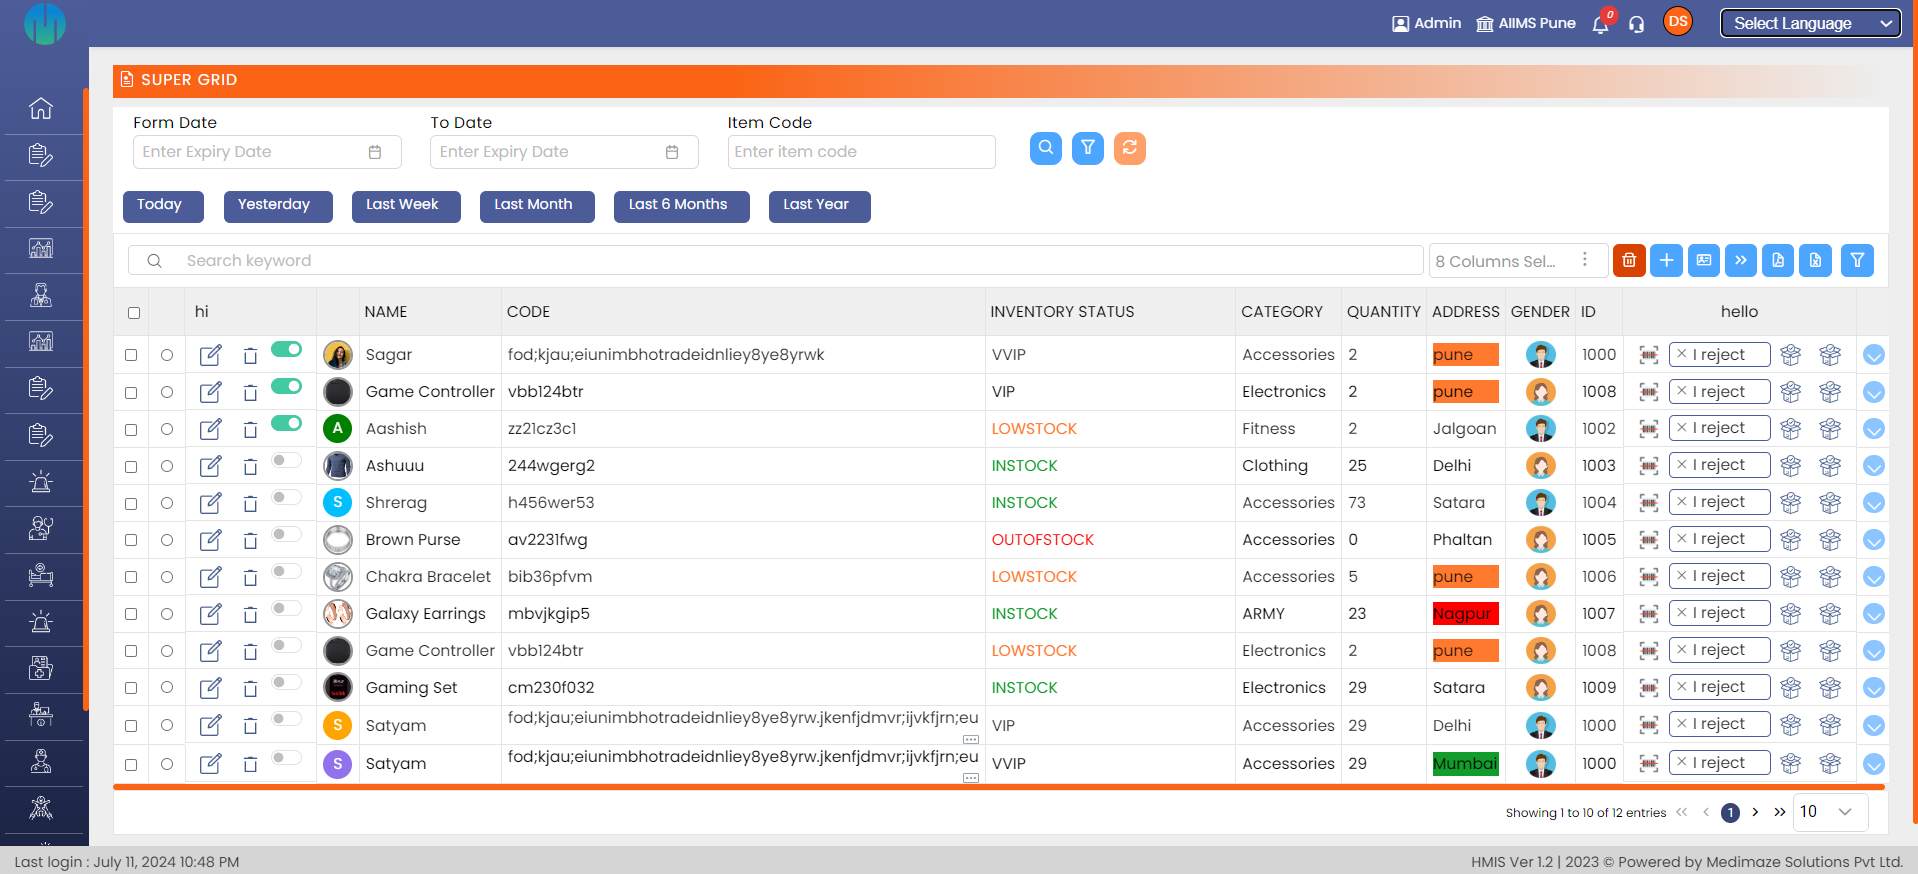 Admin AIIMS Pune 0 DS Select Language
SUPER GRID
Form Date To Date Item Code
Enter Expiry Date Enter Expiry Date Enter item code
Today Yesterday Last Week Last Month Last 6 Months Last Year
Search keyword 8 Columns Sel...
hi NAME CODE INVENTORY STATUS CATEGORY QUANTITY ADDRESS GENDER ID hello
Sagar fod;kjau;eiunimbhotradeidnliey8ye8yrwk VVIP Accessories 2 pune 1000 I reject
Game Controller vbb124btr VIP Electronics 2 pune 1008 I reject
A Aashish zz21cz3c1 LOWSTOCK Fitness 2 Jalgoan 1002 I reject
Ashuuu 244wgerg2 INSTOCK Clothing 25 Delhi 1003 I reject
S Shrerag h456wer53 INSTOCK Accessories 73 Satara 1004 I reject
Brown Purse av2231fwg OUTOFSTOCK Accessories 0 Phaltan 1005 I reject
Chakra Bracelet bib36pfvm LOWSTOCK Accessories 5 pune 1006 I reject
Galaxy Earrings mbvjkgip5 INSTOCK ARMY 23 Nagpur 1007 I reject
Game Controller vbb124btr LOWSTOCK Electronics 2 pune 1008 I reject
Gaming Set cm230f032 INSTOCK Electronics 29 Satara 1009 I reject
S Satyam fod;kjau;eiunimbhotradeidnliey8ye8yrw.jkenfjdmvr;ijvkfjrn;eu VIP Accessories 29 Delhi 1000 I reject
S Satyam fod;kjau;eiunimbhotradeidnliey8ye8yrw.jkenfjdmvr;ijvkfjrn;eu VVIP Accessories 29 Mumbai 1000 I reject
Showing 1 to 10 of 12 entries 1 10
Last login : July 11, 2024 10:48 PM HMIS Ver 1.2 | 2023 © Powered by Medimaze Solutions Pvt Ltd.